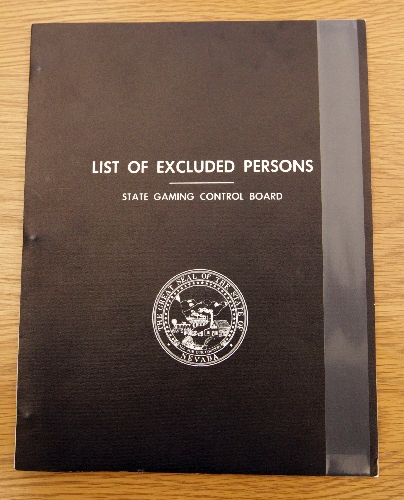 LIST OF EXCLUDED PERSONS
STATE GAMING CONTROL BOARD
THE GREAT SEAL OF THE STATE OF
NEVADA